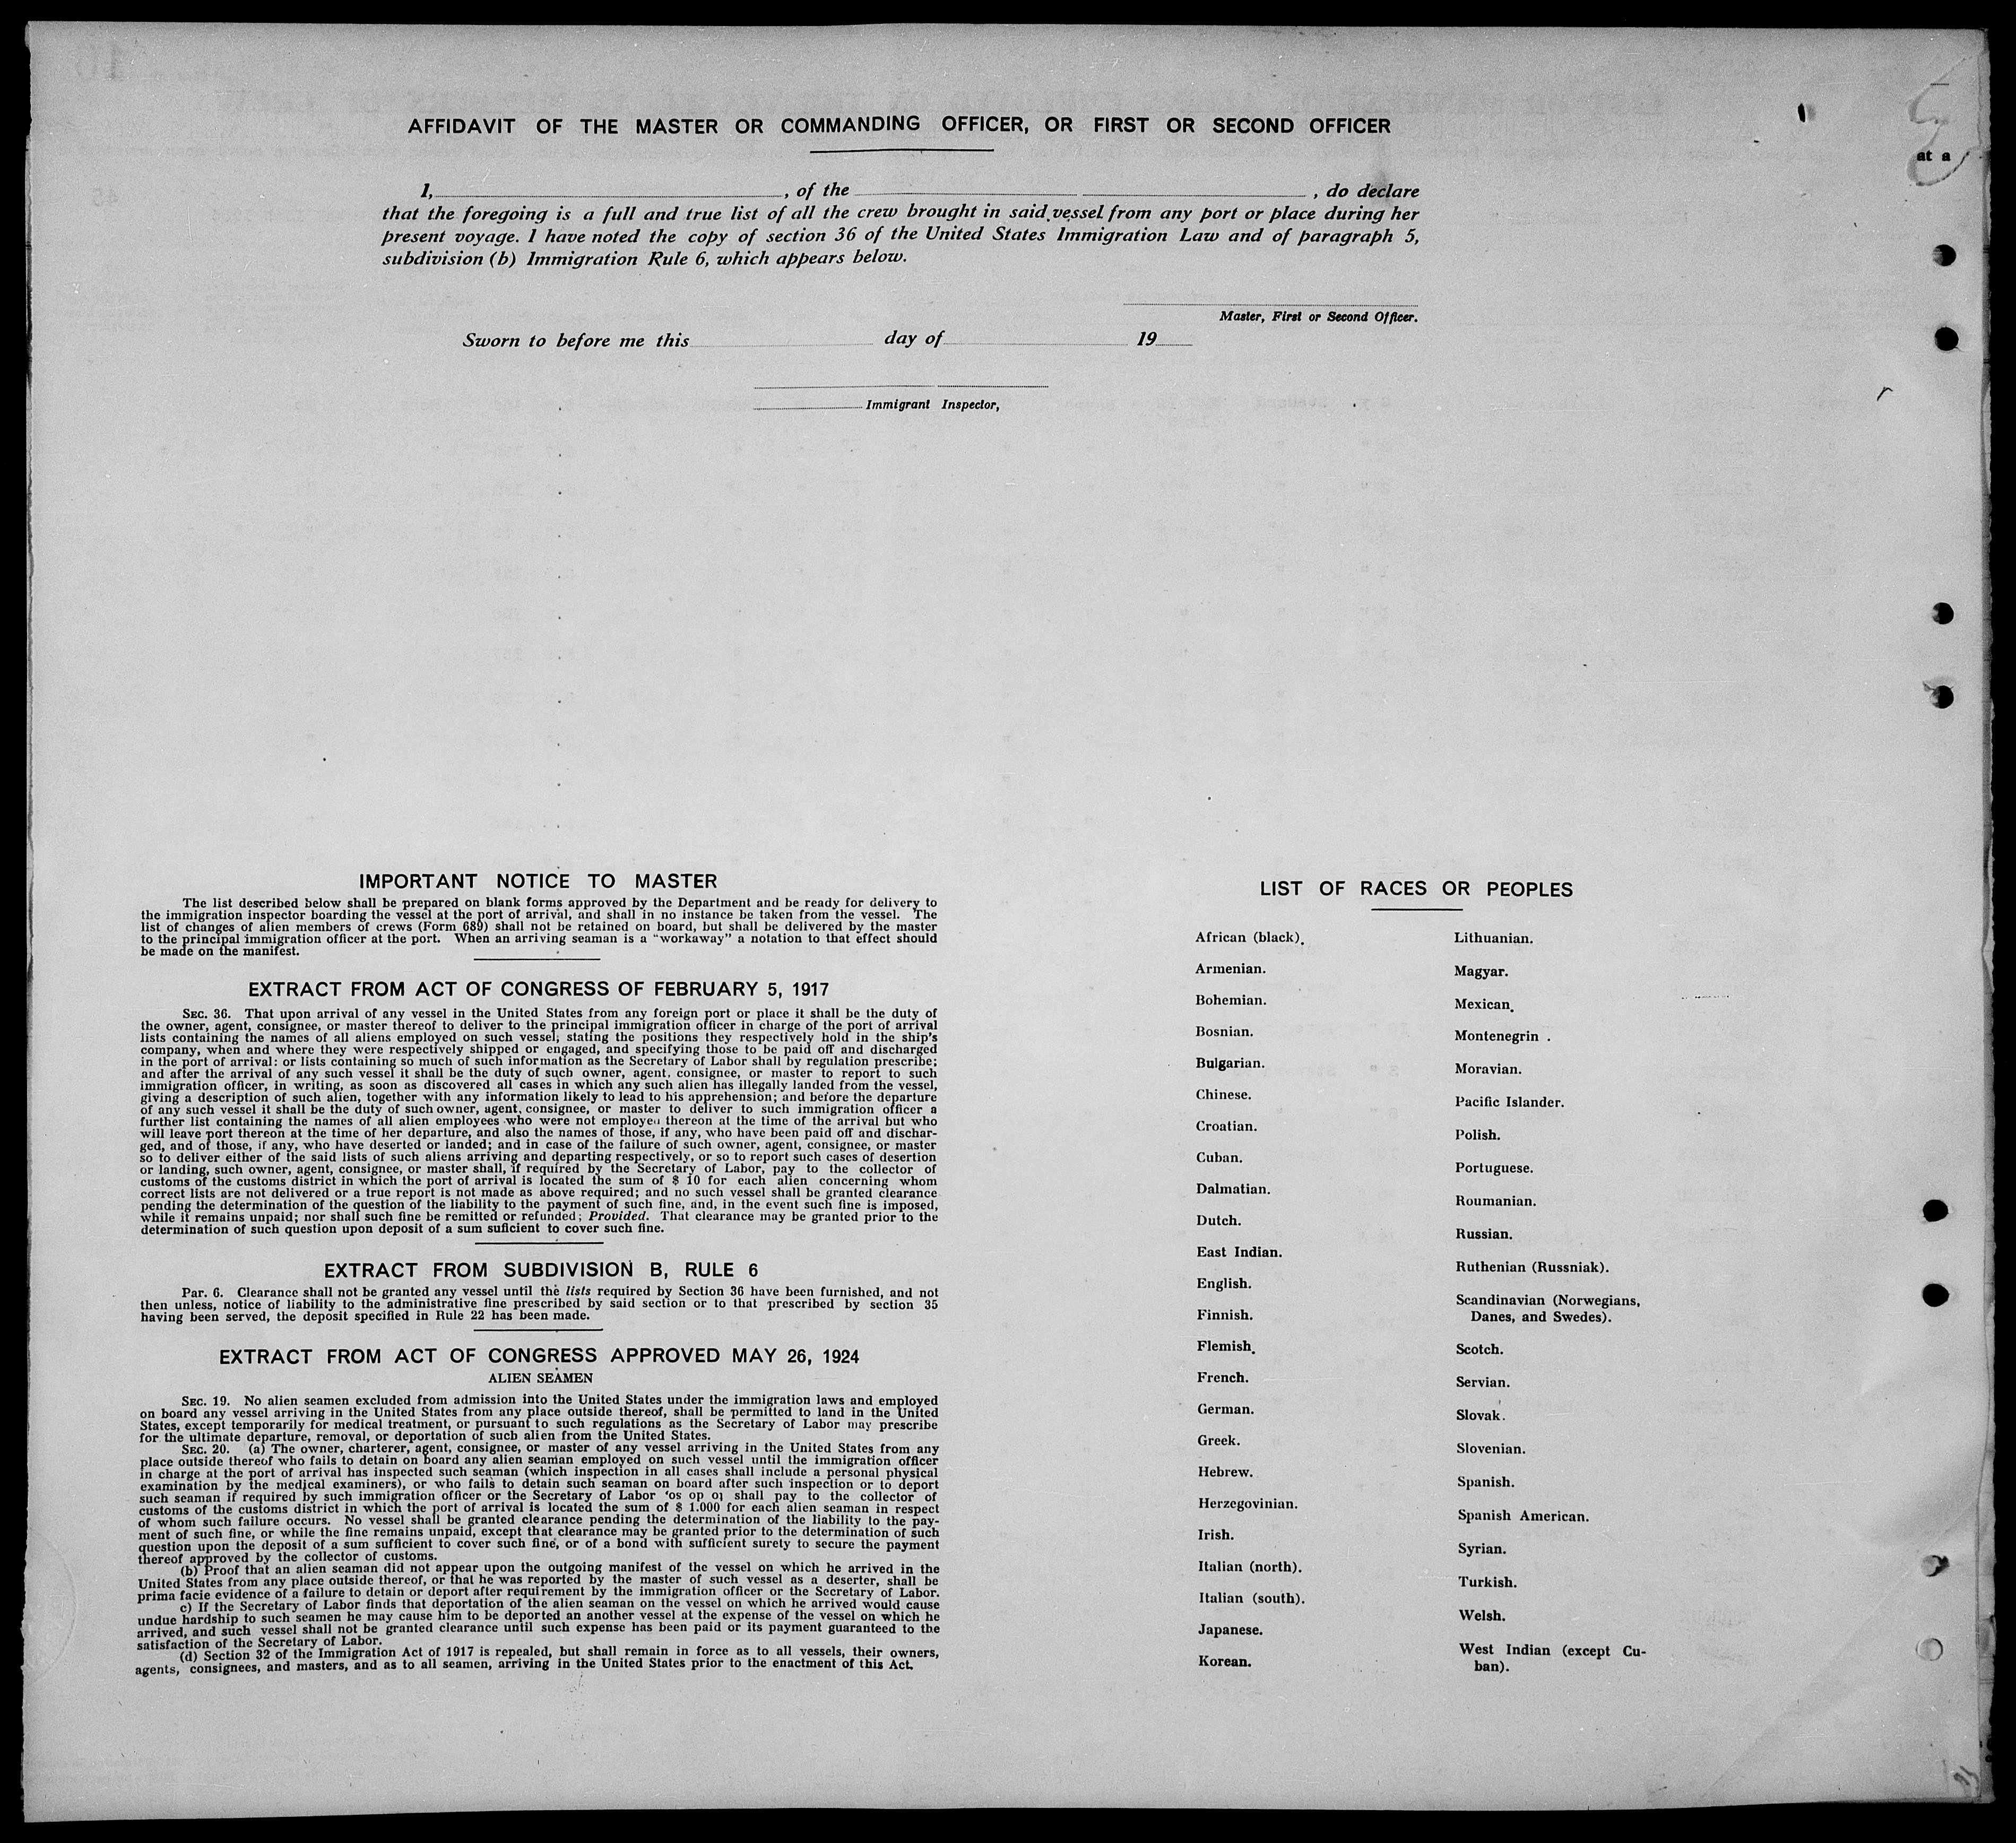 AFFIDAVIT OF THE MASTER OR COMMANDING OFFICER, OR FIRST OR SECOND OFFICER
at a
I, , of the , do declare
that the foregoing is a full and true list of all the crew brought in said vessel from any port or place during her
present voyage. I have noted the copy of section 36 of the United States Immigration Law and of paragraph 5,
subdivision (b) Immigration Rule 6, which appears below.
Master, First or Second Officer.
Sworn to before me this day of 19
Immigrant Inspector,
IMPORTANT NOTICE TO MASTER
The list described below shall be prepared on blank forms approved by the Department and be ready for delivery to
the immigration inspector boarding the vessel at the port of arrival, and shall in no instance be taken from the vessel. The
list of changes of alien members of crews (Form 689) shall not be retained on board, but shall be delivered by the master
to the principal immigration officer at the port. When an arriving seaman is a "workaway" a notation to that effect should
be made on the manifest.
EXTRACT FROM ACT OF CONGRESS OF FEBRUARY 5, 1917
SEC. 36. That upon arrival of any vessel in the United States from any foreign port or place it shall be the duty of
the owner, agent, consignee, or master thereof to deliver to the principal immigration officer in charge of the port of arrival
lists containing the names of all aliens employed on such vessel; stating the positions they respectively hold in the ship's
company, when and where they were respectively shipped or engaged, and specifying those to be paid off and discharged
in the port of arrival: or lists containing so much of such information as the Secretary of Labor shall by regulation prescribe;
and after the arrival of any such vessel it shall be the duty of such owner, agent, consignee, or master to report to such
immigration officer, in writing, as soon as discovered all cases in which any such alien has illegally landed from the vessel,
giving a description of such alien, together with any information likely to lead to his apprehension; and before the departure
of any such vessel it shall be the duty of such owner, agent, consignee, or master to deliver to such immigration officer a
further list containing the names of all alien employees who were not employed thereon at the time of the arrival but who
will leave port thereon at the time of her departure, and also the names of those, if any, who have been paid off and dischar-
ged, and of those, if any, who have deserted or landed; and in case of the failure of such owner, agent, consignee, or master
so to deliver either of the said lists of such aliens arriving and departing respectively, or so to report such cases of desertion
or landing, such owner, agent, consignee, or master shall, if required by the Secretary of Labor, pay to the collector of
customs of the customs district in which the port of arrival is located the sum of $ 10 for each alien concerning whom
correct lists are not delivered or a true report is not made as above required; and no such vessel shall be granted clearance
pending the determination of the question of the liability to the payment of such fine, and, in the event such fine is imposed,
while it remains unpaid; nor shall such fine be remitted or refunded; Provided. That clearance may be granted prior to the
determination of such question upon deposit of a sum suficient to cover such fine.
EXTRACT FROM SUBDIVISION B, RULE 6
Par. 6. Clearance shall not be granted any vessel until the lists required by Section 36 have been furnished, and not
then unless, notice of liability to the administrative fine prescribed by said section or to that prescribed by section 35
having been served, the deposit specified in Rule 22 has been made.
EXTRACT FROM ACT OF CONGRESS APPROVED MAY 26, 1924
ALIEN SEAMEN
SEC. 19. No alien seamen excluded from admission into the United States under the immigration laws and employed
on board any vessel arriving in the United States from any place outside thereof, shall be permitted to land in the United
States, except temporarily for medical treatment, or pursuant to such regulations as the Secretary of Labor may prescribe
for the ultimate departure, removal, or deportation of such alien from the United States.
SEC. 20. (a) The owner, charterer, agent, consignee, or master of any vessel arriving in the United States from any
place outside thereof who fails to detain on board any alien seaman employed on such vessel until the immigration officer
in charge at the port of arrival has inspected such seaman (which inspection in all cases shall include a personal physical
examination by the medical examiners), or who fails to detain such seaman on board after such inspection or to deport
such seaman if required by such immigration officer or the Secretary of Labor 'os op oj shall pay to the collector of
customs of the customs district in which the port of arrival is located the sum of $ 1.000 for each alien seaman in respect
of whom such failure occurs. No vessel shall be granted clearance pending the determination of the liability to the pay-
ment of such fine, or while the fine remains unpaid, except that clearance may be granted prior to the determination of such
question upon the deposit of a sum sufficient to cover such fine, or of a bond with sufficient surety to secure the payment
thereof approved by the collector of customs.
(b) Proof that an alien seaman did not appear upon the outgoing manifest of the vessel on which he arrived in the
United States from any place outside thereof, or that he was reported by the master of such vessel as a deserter, shall be
prima facie evidence of a failure to detain or deport after requirement by the immigration officer or the Secretary of Labor.
c) If the Secretary of Labor finds that deportation of the alien seaman on the vessel on which he arrived would cause
undue hardship to such seamen he may cause him to be deported an another vessel at the expense of the vessel on which he
arrived, and such vessel shall not be granted clearance until such expense has been paid or its payment guaranteed to the
satisfaction of the Secretary of Labor.
(d) Section 32 of the Immigration Act of 1917 is repealed, but shall remain in force as to all vessels, their owners,
agents, consignees, and masters, and as to all seamen, arriving in the United States prior to the enactment of this Act.
LIST OF RACES OR PEOPLES
African (black).
Armenian.
Bohemian.
Bosnian.
Bulgarian.
Chinese.
Croatian.
Cuban.
Dalmatian.
Dutch.
East Indian.
English.
Finnish.
Flemish.
French.
German.
Greek.
Hebrew.
Herzegovinian.
Irish.
Italian (north).
Italian (south).
Japanese.
Korean.
Lithuanian.
Magyar.
Mexican.
Montenegrin .
Moravian.
Pacific Islander.
Polish.
Portuguese.
Roumanian.
Russian.
Ruthenian (Russniak).
Scandinavian (Norwegians,
Danes, and Swedes).
Scotch.
Servian.
Slovak.
Slovenian.
Spanish.
Spanish American.
Syrian.
Turkish.
Welsh.
West Indian (except Cu-
ban).